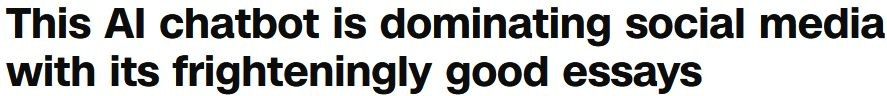 This AI chatbot is dominating social media
with its frighteningly good essays